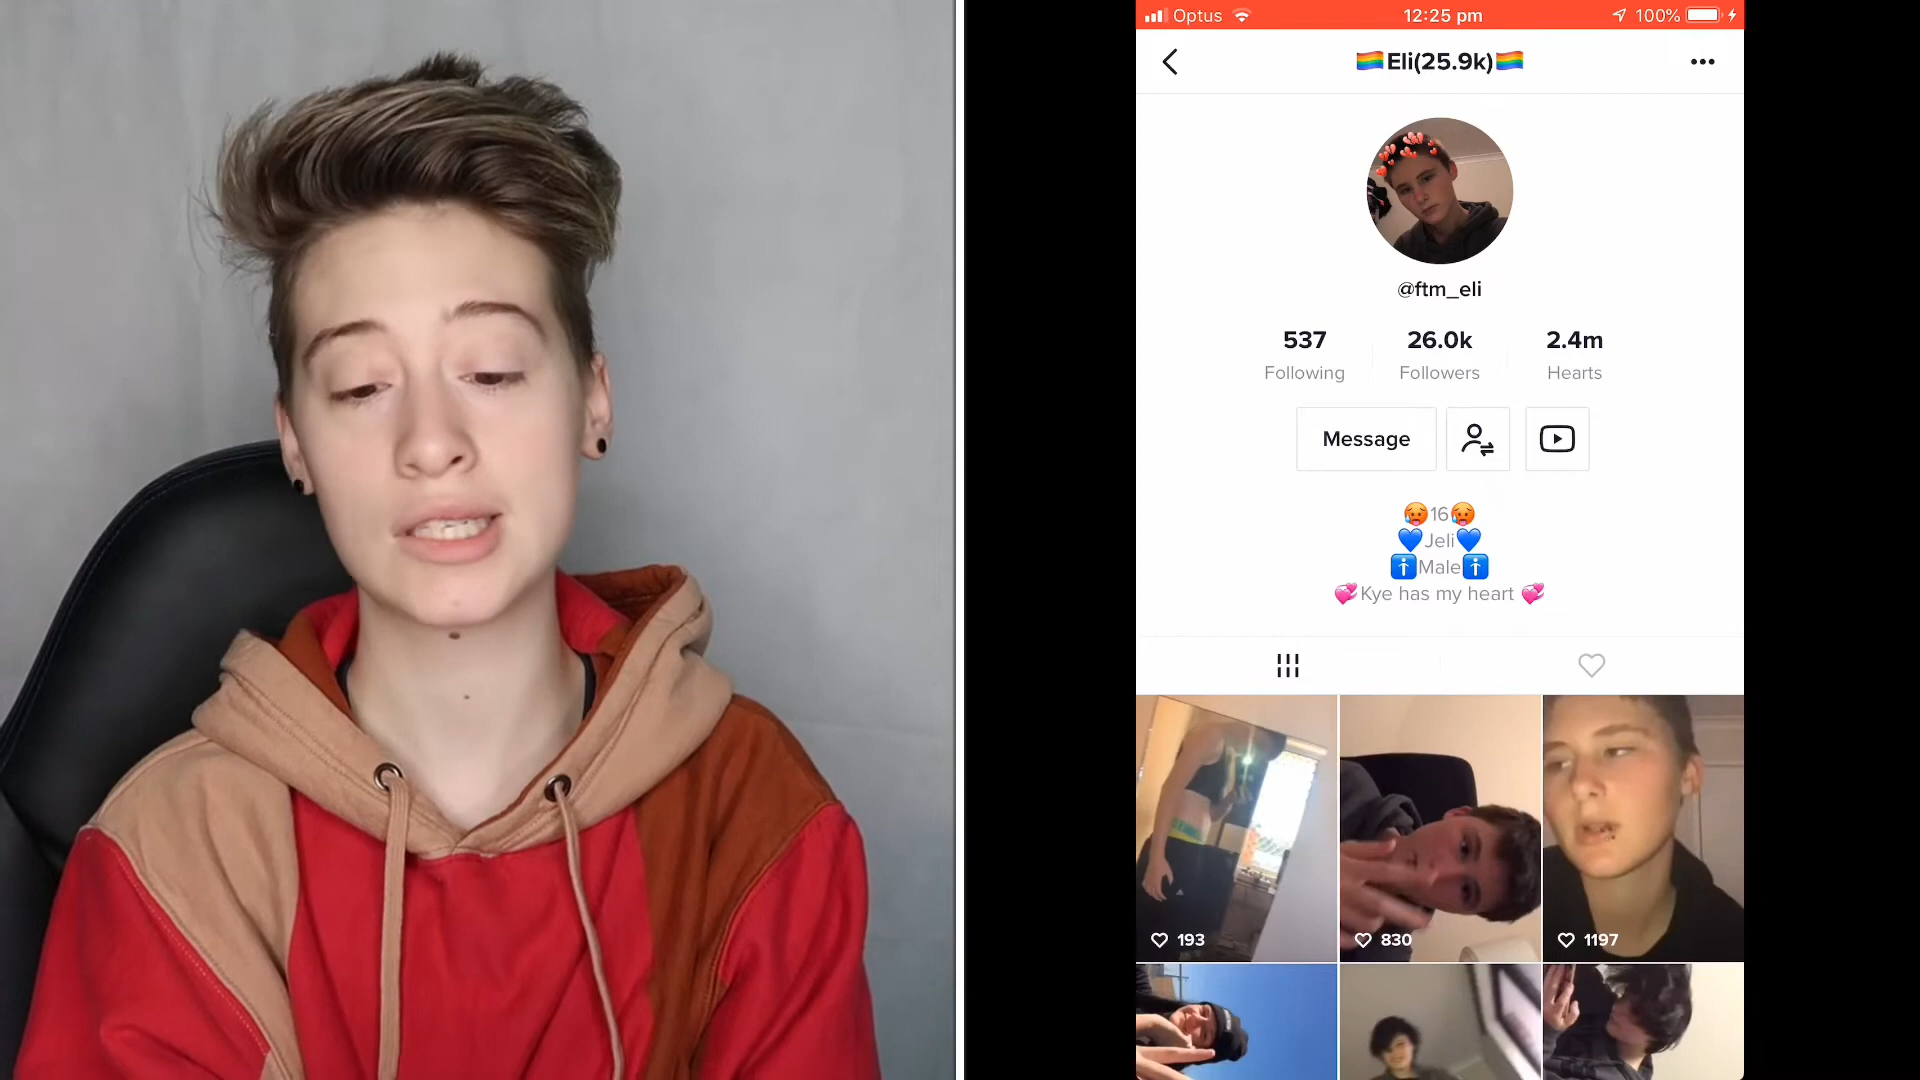 Optus 12:25 pm 100%
🏳️‍🌈Eli(25.9k)🏳️‍🌈
@ftm_eli
537 26.0k 2.4m
Following Followers Hearts
Message
🥵16🥵
💙Jeli💙
🚹Male🚹
💞Kye has my heart 💞
193 830 1197